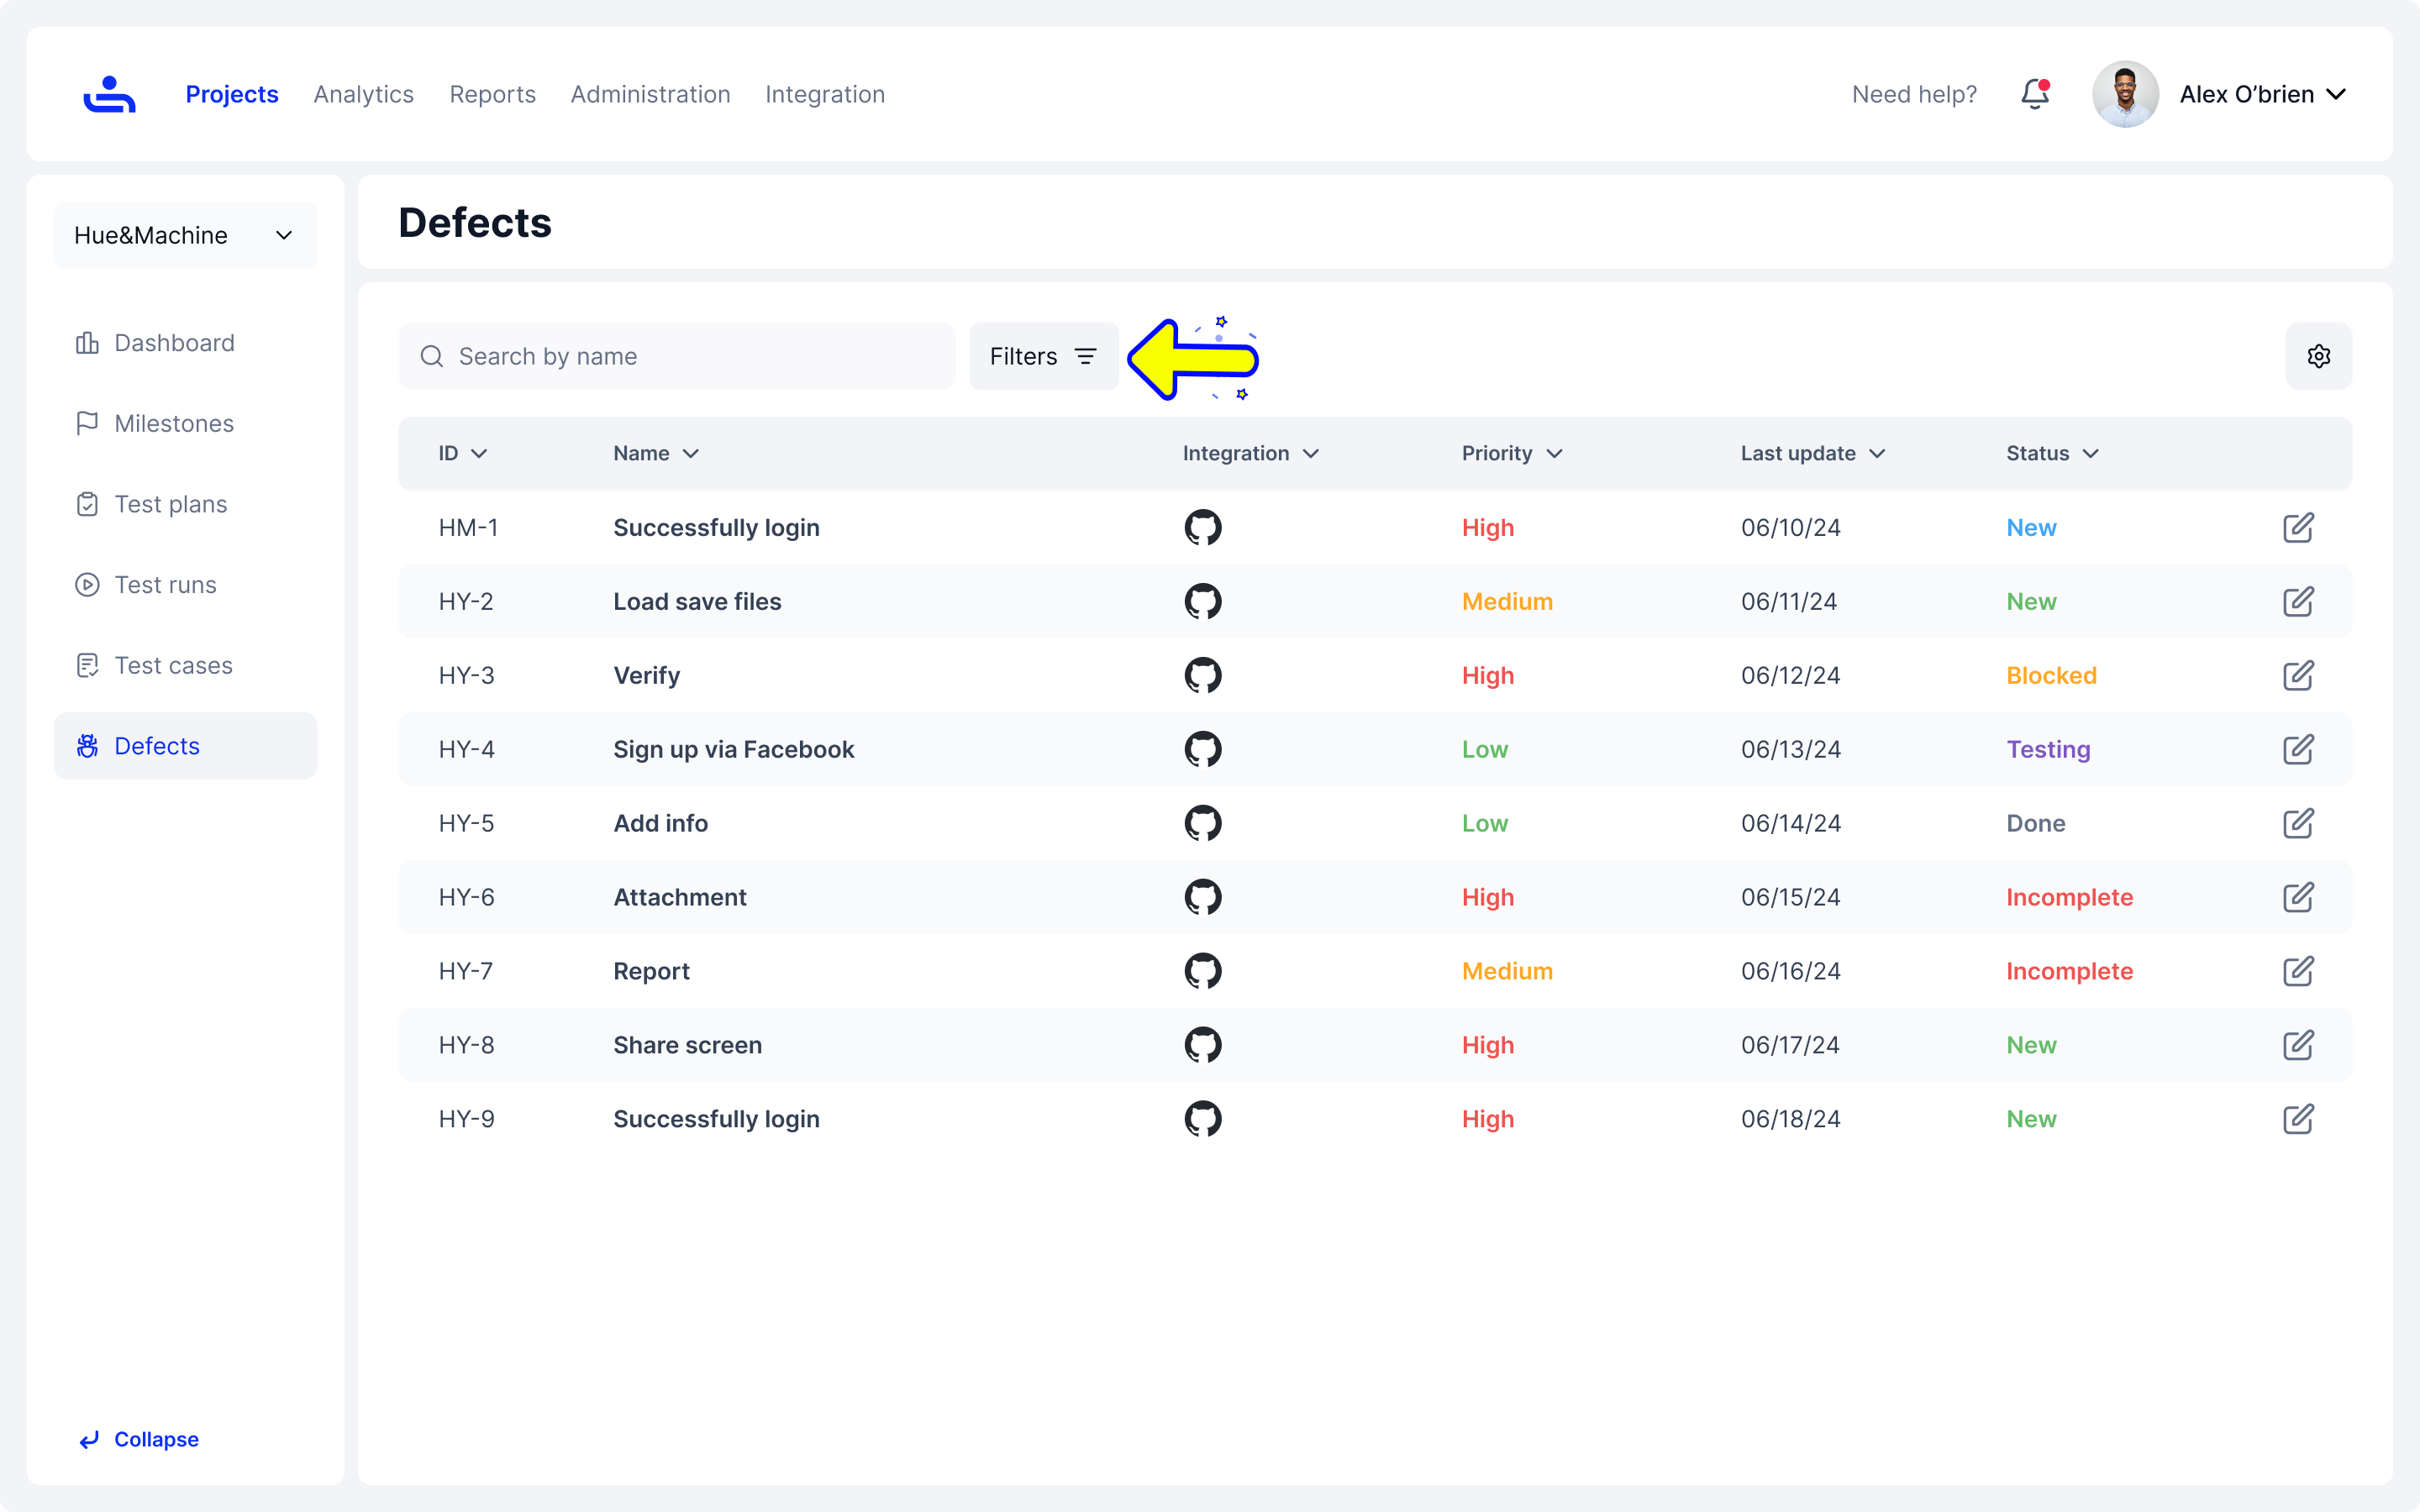 Projects Analytics Reports Administration Integration Need help? Alex O’brien
Hue&Machine
Dashboard
Milestones
Test plans
Test runs
Test cases
Defects
Collapse
Defects
Search by name Filters
ID Name Integration Priority Last update Status
HM-1 Successfully login High 06/10/24 New
HY-2 Load save files Medium 06/11/24 New
HY-3 Verify High 06/12/24 Blocked
HY-4 Sign up via Facebook Low 06/13/24 Testing
HY-5 Add info Low 06/14/24 Done
HY-6 Attachment High 06/15/24 Incomplete
HY-7 Report Medium 06/16/24 Incomplete
HY-8 Share screen High 06/17/24 New
HY-9 Successfully login High 06/18/24 New